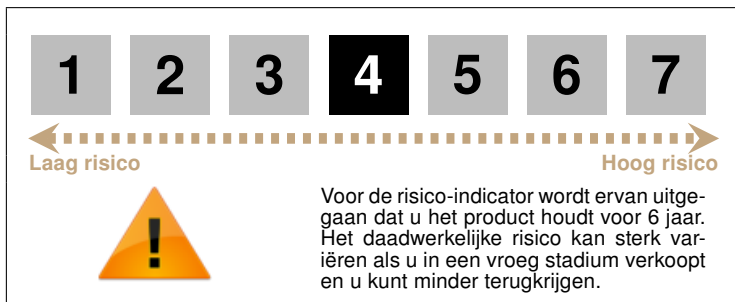 1 2 3 4 5 6 7
Laag risico Hoog risico
!
Voor de risico-indicator wordt ervan uitge-
gaan dat u het product houdt voor 6 jaar.
Het daadwerkelijke risico kan sterk var-
iëren als u in een vroeg stadium verkoopt
en u kunt minder terugkrijgen.